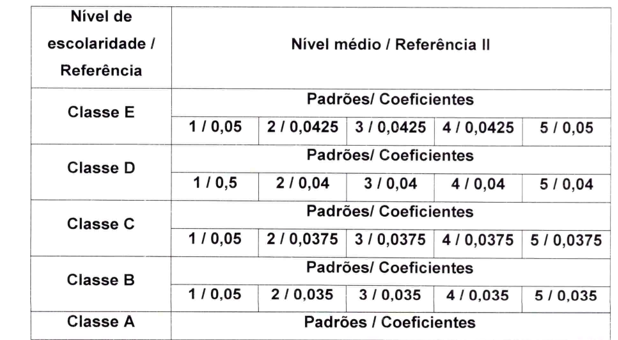 Nível de
escolaridade /
Referência
Nível médio / Referência II
Classe E
Padrões/ Coeficientes
1 / 0,05 2 / 0,0425 3 / 0,0425 4 / 0,0425 5 / 0,05
Classe D
Padrões/ Coeficientes
1 / 0,5 2 / 0,04 3 / 0,04 4 / 0,04 5 / 0,04
Classe C
Padrões/ Coeficientes
1 / 0,05 2 / 0,0375 3 / 0,0375 4 / 0,0375 5 / 0,0375
Classe B
Padrões/ Coeficientes
1 / 0,05 2 / 0,035 3 / 0,035 4 / 0,035 5 / 0,035
Classe A
Padrões / Coeficientes